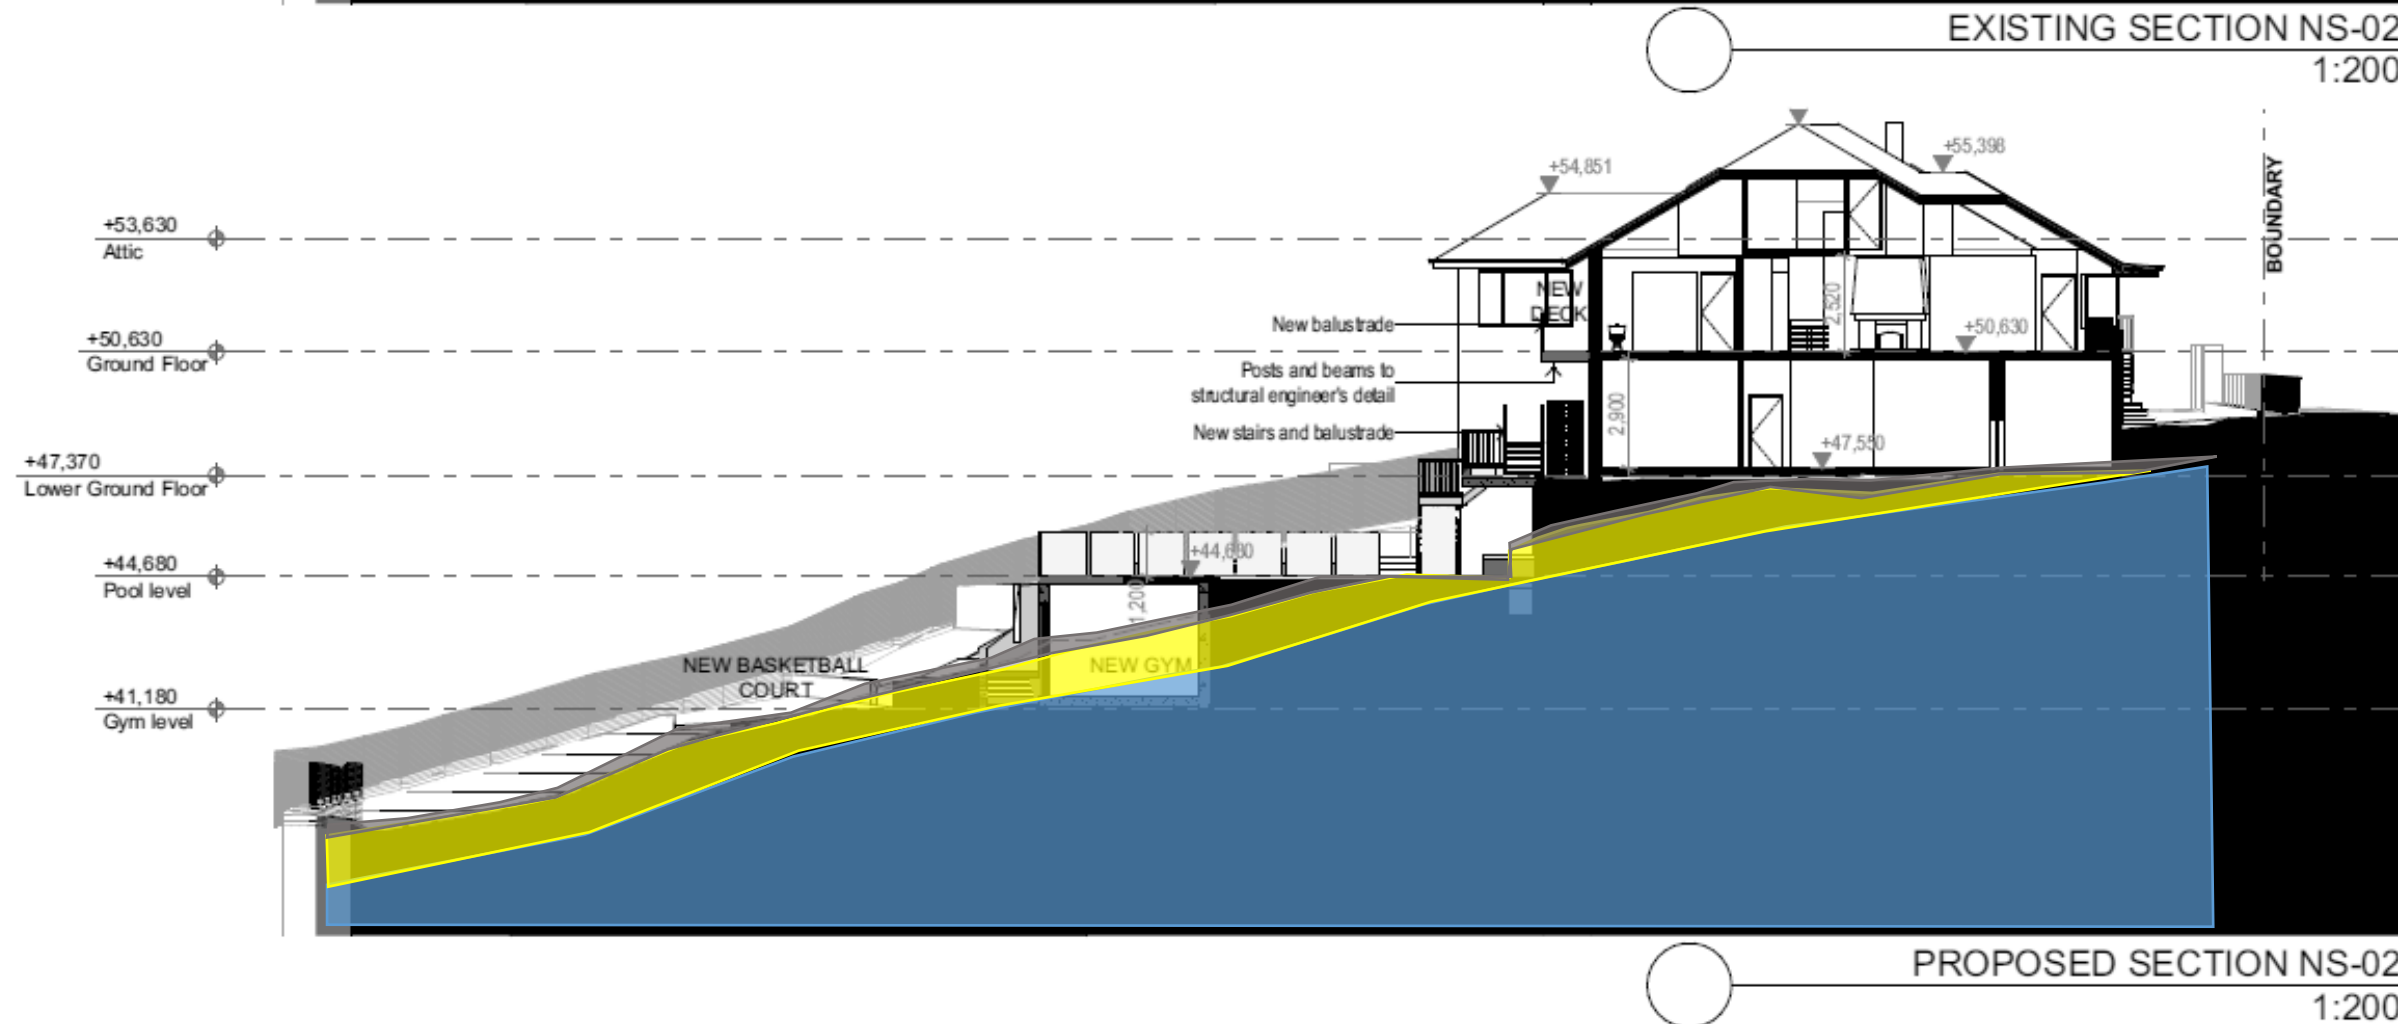 EXISTING SECTION NS-02
1:200
+55,398
+54,851
BOUNDARY
+53,630
Attic
NEW
DECK
New balustrade
2,520
+50,630
+50,630
Ground Floor
Posts and beams to
structural engineer's detail
2,900
New stairs and balustrade
+47,550
+47,370
Lower Ground Floor
+44,680
+44,680
Pool level
1,200
NEW BASKETBALL
COURT
NEW GYM
+41,180
Gym level
PROPOSED SECTION NS-02
1:200